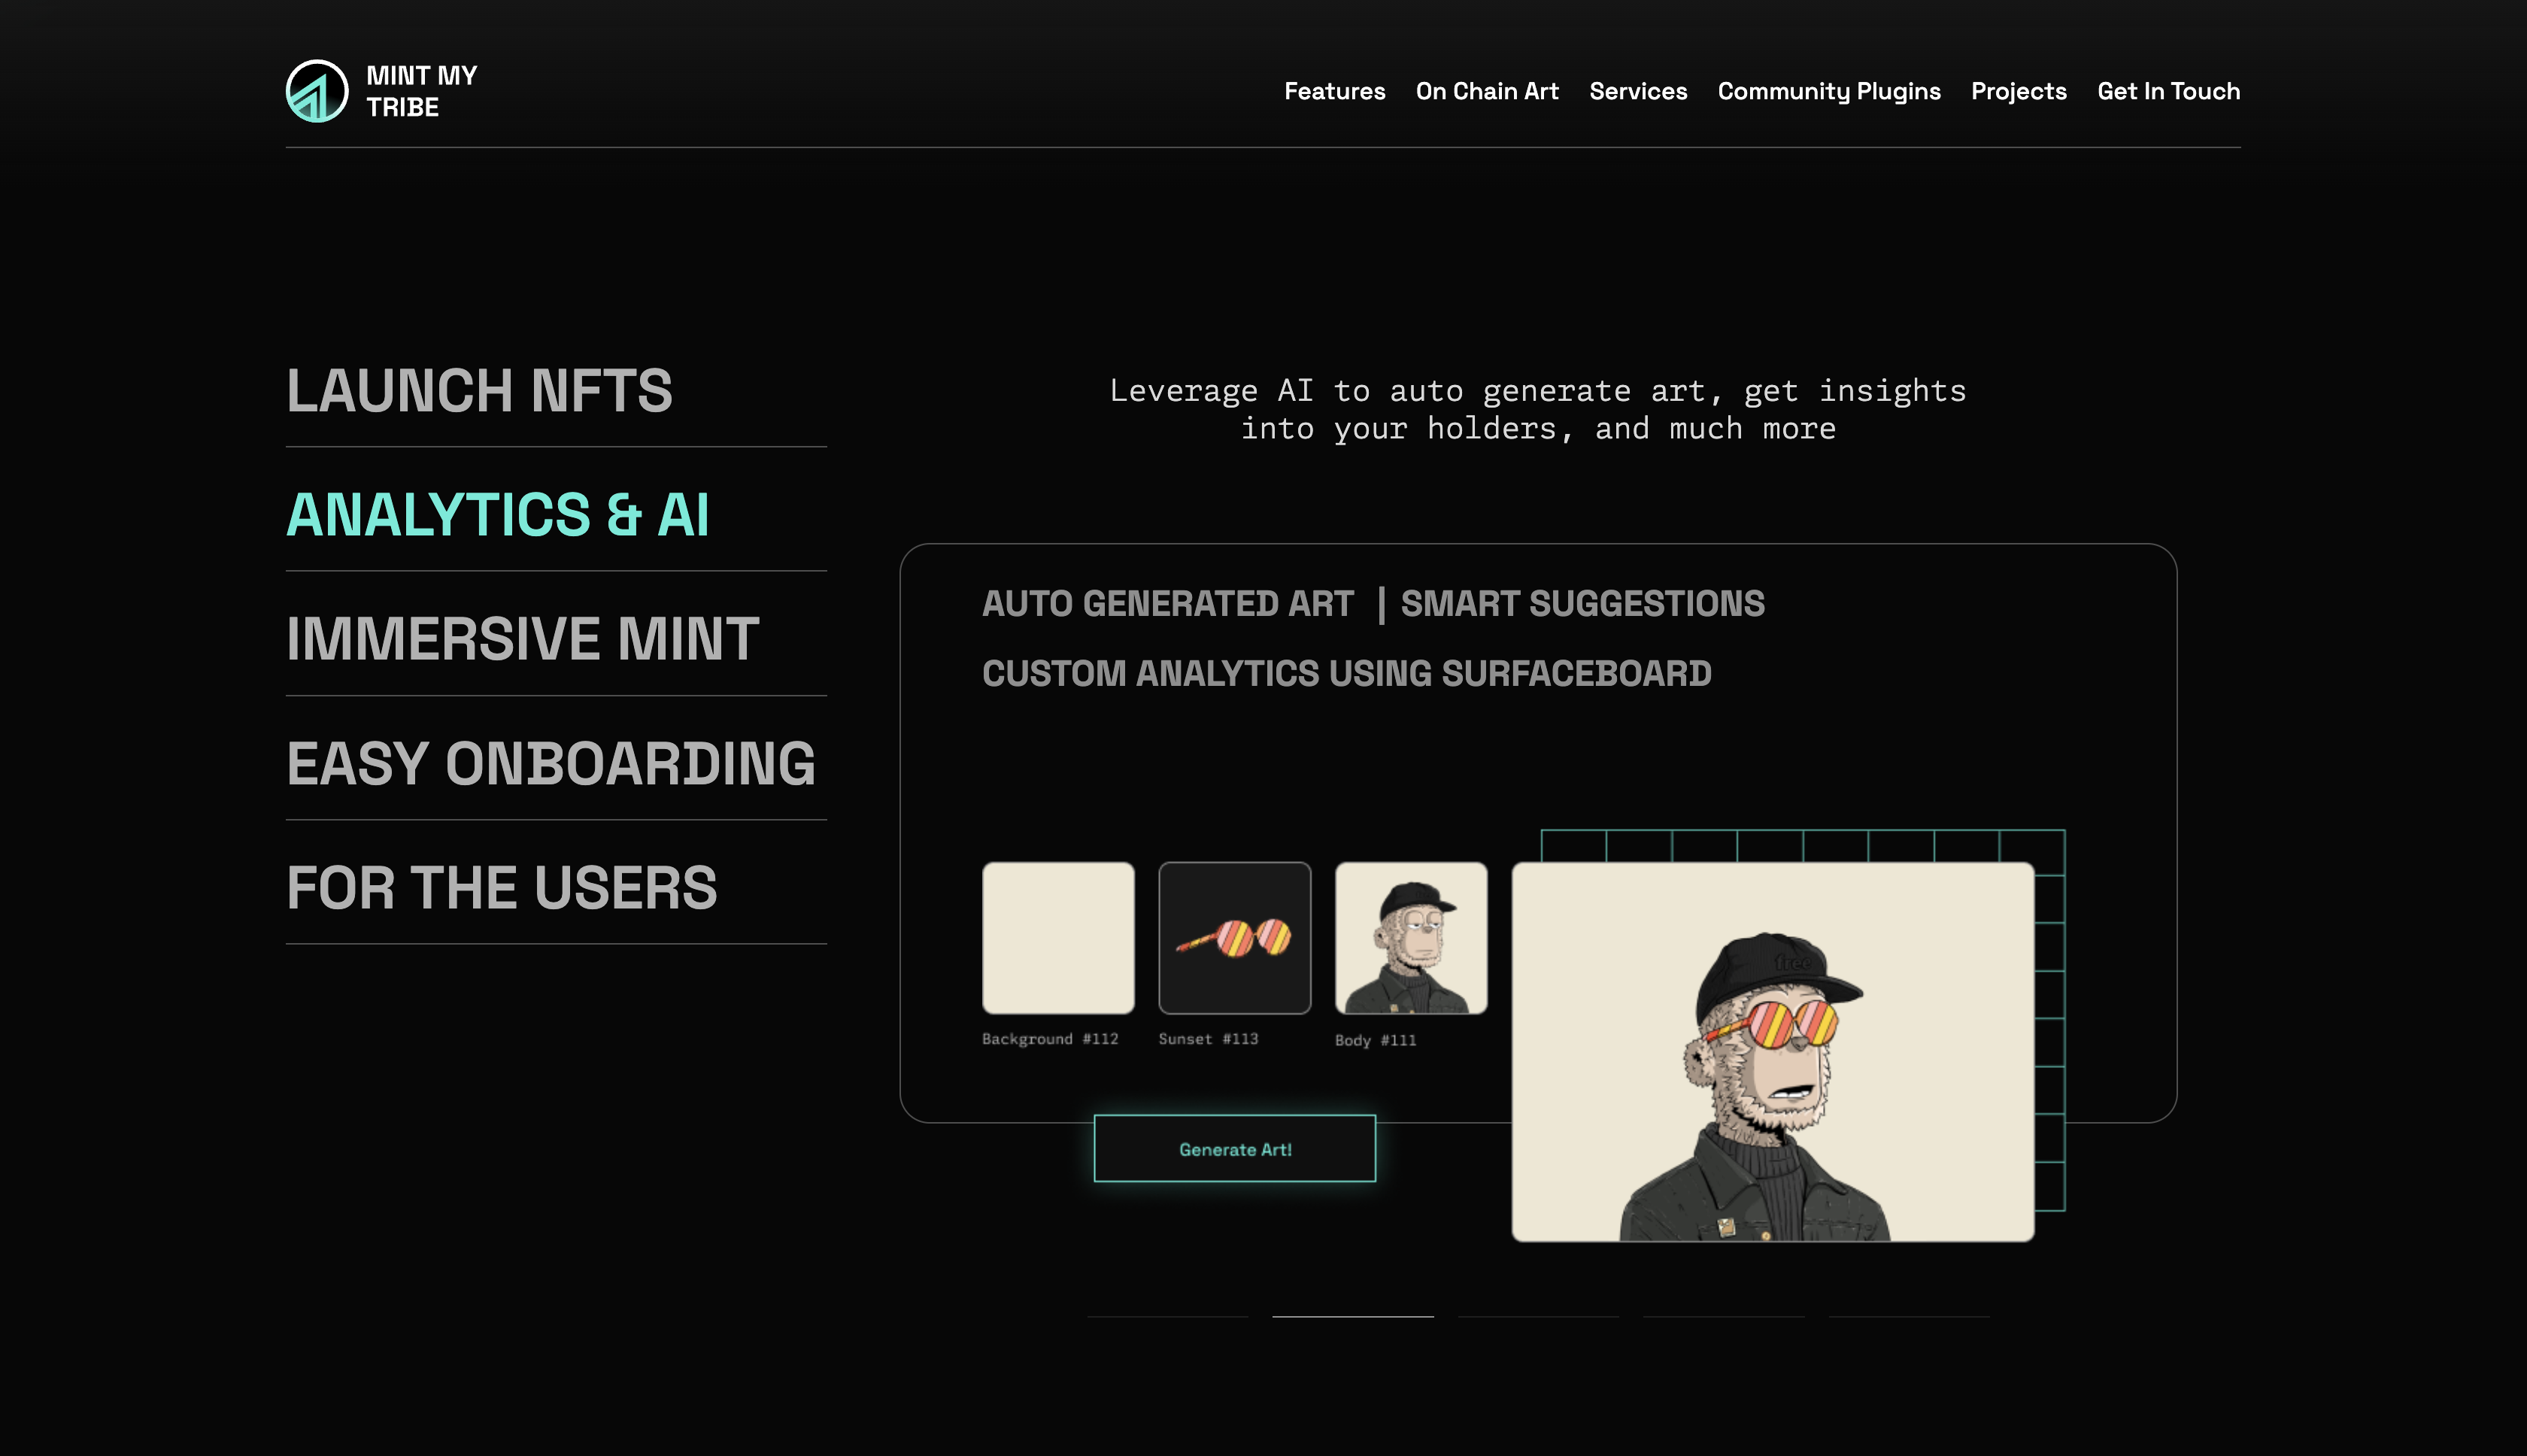 MINT MY
TRIBE
Features
On Chain Art
Services
Community Plugins
Projects
Get In Touch
LAUNCH NFTS
ANALYTICS & AI
IMMERSIVE MINT
EASY ONBOARDING
FOR THE USERS
Leverage AI to auto generate art, get insights
into your holders, and much more
AUTO GENERATED ART | SMART SUGGESTIONS
CUSTOM ANALYTICS USING SURFACEBOARD
free
Background #112
Sunset #113
Body #111
Generate Art!